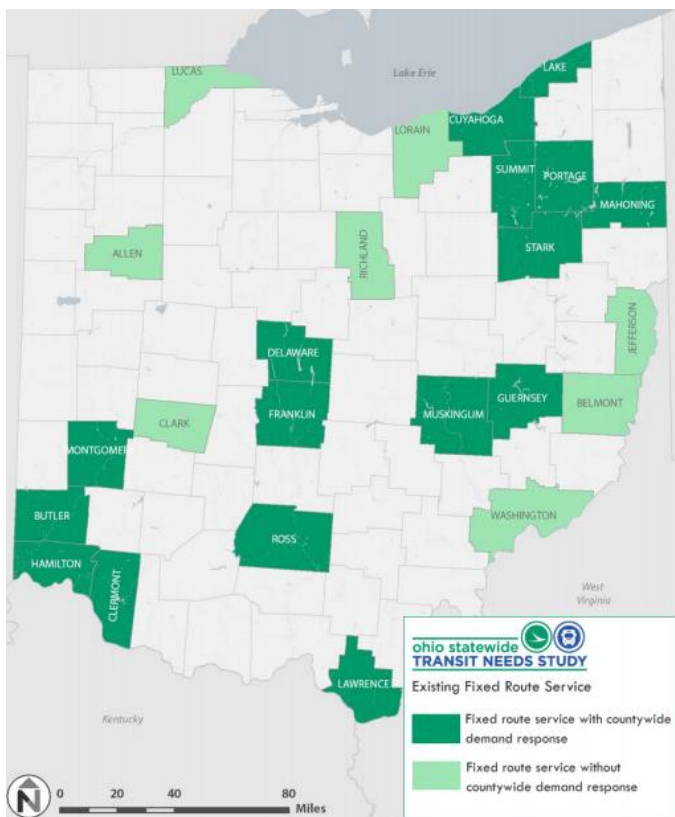 Lake Erie
LAKE
LUCAS
CUYAHOGA
LORAIN
SUMMIT
PORTAGE
MAHONING
STARK
ALLEN
RICHLAND
JEFFERSON
DELAWARE
FRANKLIN
MUSKINGUM
GUERNSEY
BELMONT
CLARK
MONTGOMERY
BUTLER
HAMILTON
CLERMONT
ROSS
WASHINGTON
West
Virginia
LAWRENCE
Kentucky
ohio statewide
TRANSIT NEEDS STUDY
Existing Fixed Route Service
Fixed route service with countywide
demand response
Fixed route service without
countywide demand response
N
0 20 40 80
Miles